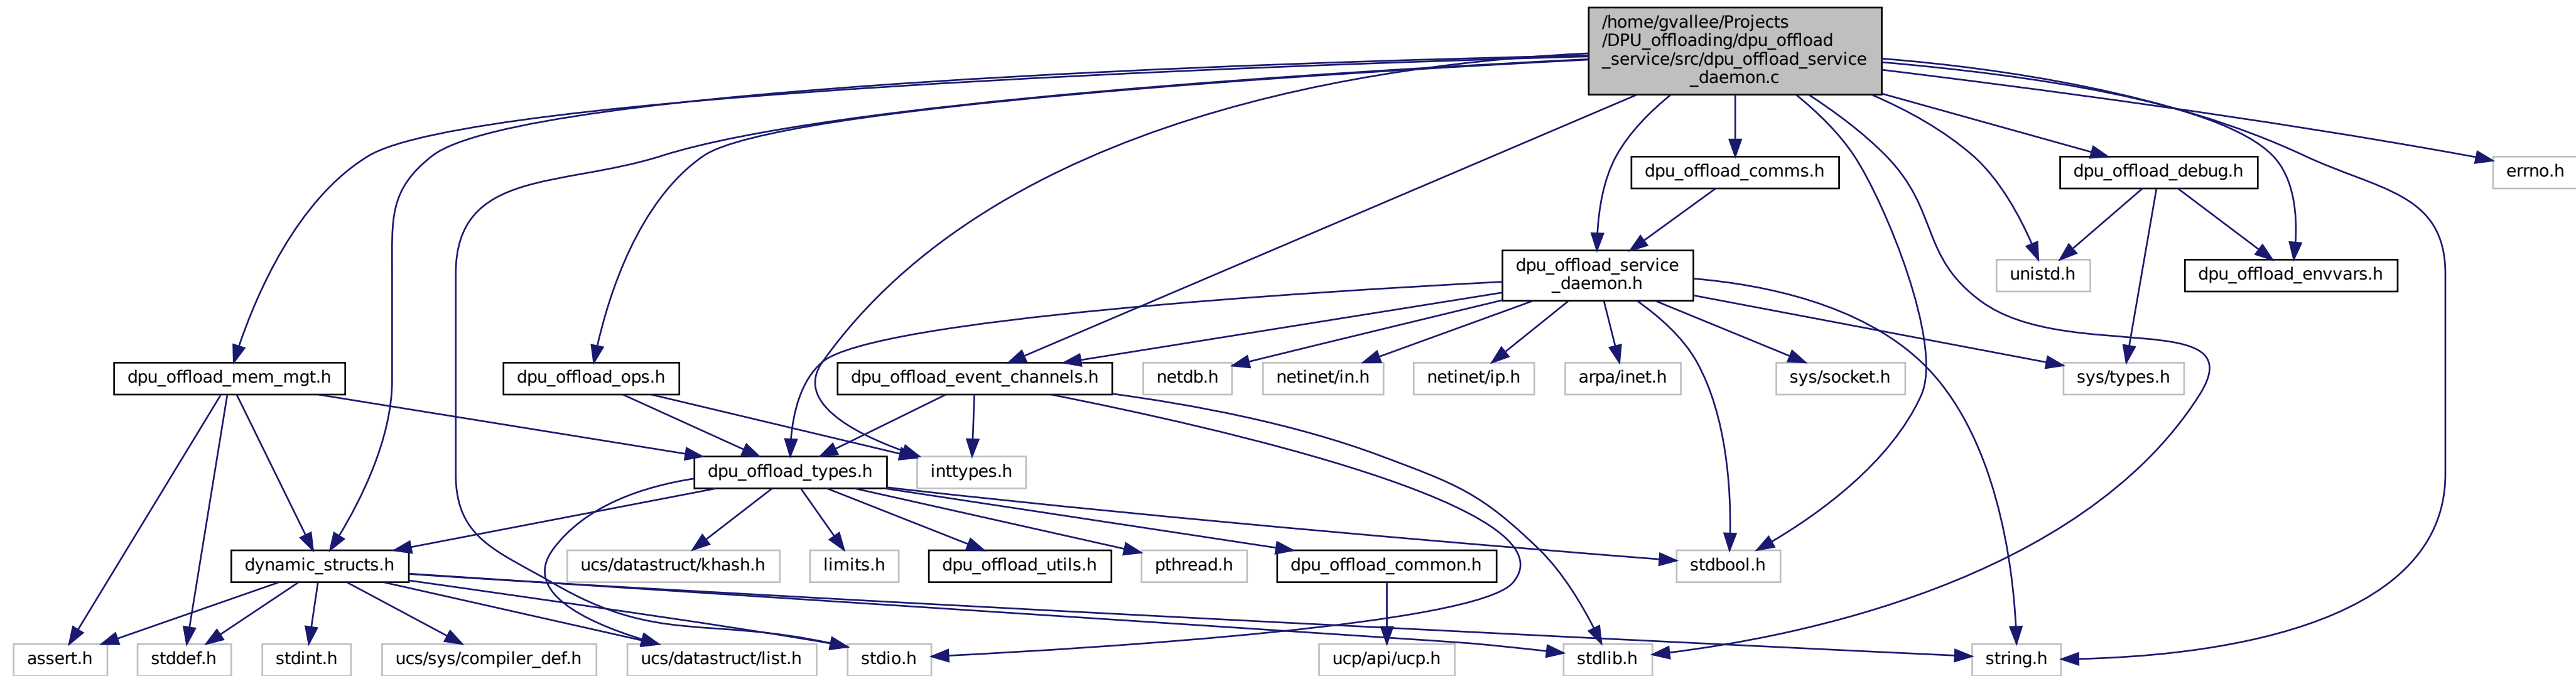 /home/gvallee/Projects
/DPU_offloading/dpu_offload
_service/src/dpu_offload_service
_daemon.c
dpu_offload_comms.h
dpu_offload_debug.h
errno.h
dpu_offload_service
_daemon.h
unistd.h
dpu_offload_envvars.h
dpu_offload_mem_mgt.h
dpu_offload_ops.h
dpu_offload_event_channels.h
netdb.h
netinet/in.h
netinet/ip.h
arpa/inet.h
sys/socket.h
sys/types.h
dpu_offload_types.h
inttypes.h
dynamic_structs.h
ucs/datastruct/khash.h
limits.h
dpu_offload_utils.h
pthread.h
dpu_offload_common.h
stdbool.h
assert.h
stddef.h
stdint.h
ucs/sys/compiler_def.h
ucs/datastruct/list.h
stdio.h
ucp/api/ucp.h
stdlib.h
string.h